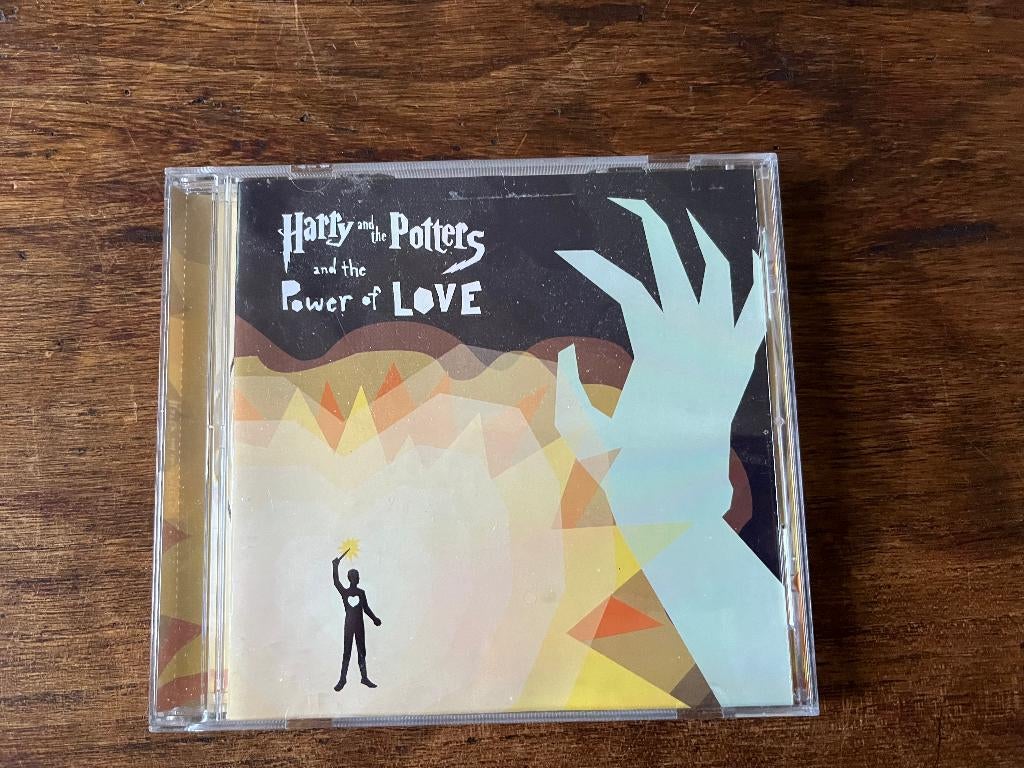 Harry and the Potters
and the
Power of LOVE